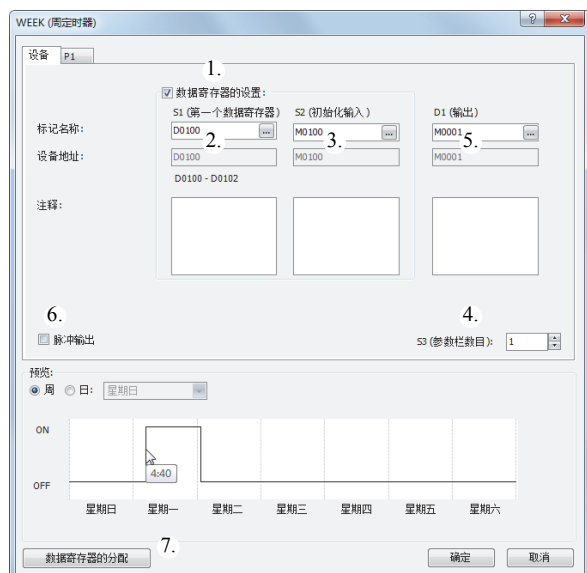 WEEK (周定时器)
设备 P1
1.
数据寄存器的设置:
S1 (第一个数据寄存器) S2 (初始化输入) D1 (输出)
标记名称: D0100 ... M0100 ... M0001 ...
2. 3. 5.
设备地址: D0100 M0100 M0001
D0100 - D0102
注释:
6. 4.
脉冲输出 S3 (参数栏数目): 1
预览:
周 日: 星期日
ON
4:40
OFF
星期日 星期一 星期二 星期三 星期四 星期五 星期六
7.
数据寄存器的分配 确定 取消